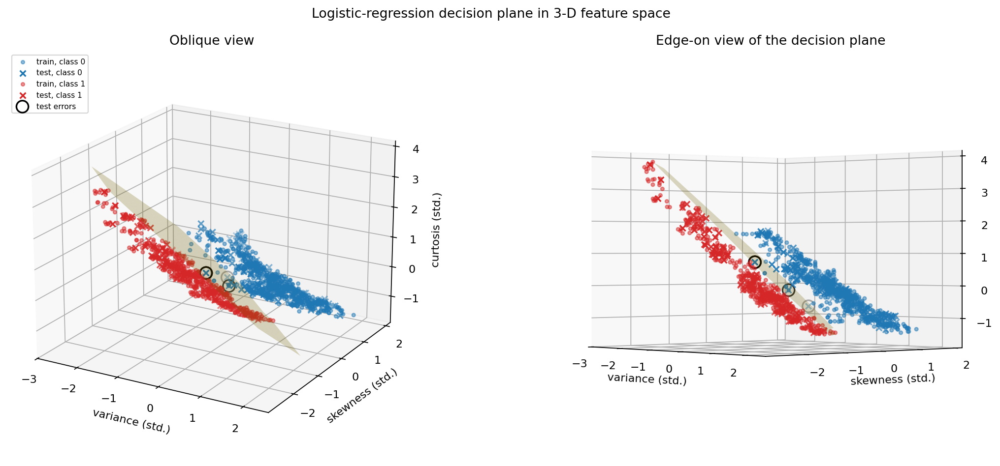 Logistic-regression decision plane in 3-D feature space
Oblique view
train, class 0
test, class 0
train, class 1
test, class 1
test errors
4
3
2
1
0
−1
curtosis (std.)
−3
−2
−1
0
1
2
variance (std.)
−2
−1
0
1
2
skewness (std.)
Edge-on view of the decision plane
4
3
2
1
0
−1
−3
−2
−1
0
1
2
variance (std.)
−2
−1
0
1
2
skewness (std.)